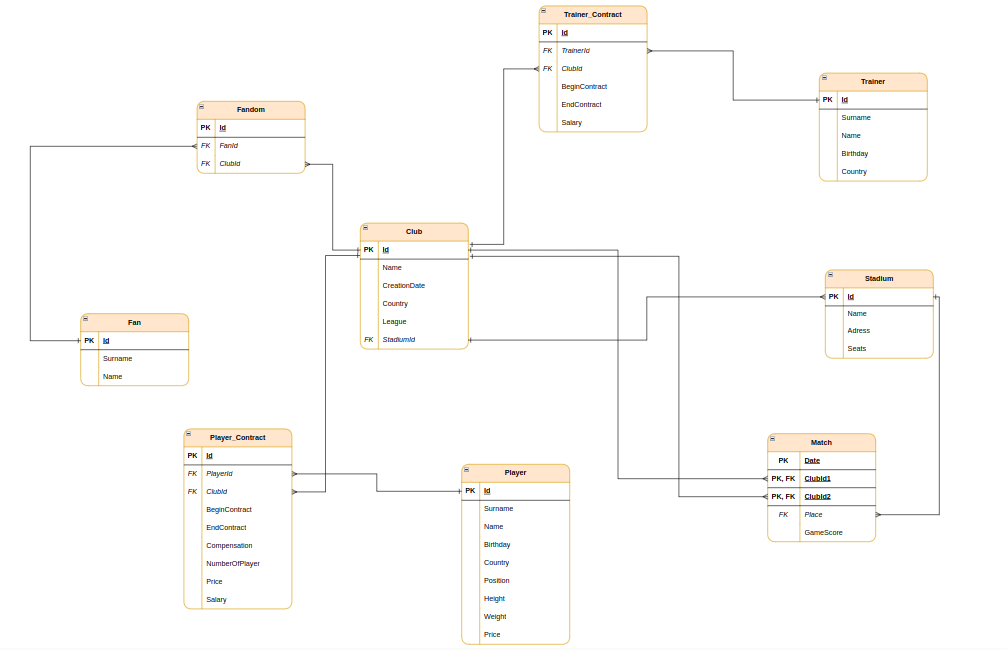 Trainer_Contract
PK Id
FK TrainerId
FK ClubId
BeginContract
EndContract
Salary
Trainer
PK Id
Surname
Name
Birthday
Country
Fandom
PK Id
FK FanId
FK ClubId
Club
PK Id
Name
CreationDate
Country
League
FK StadiumId
Stadium
PK Id
Name
Adress
Seats
Fan
PK Id
Surname
Name
Player_Contract
PK Id
FK PlayerId
FK ClubId
BeginContract
EndContract
Compensation
NumberOfPlayer
Price
Salary
Player
PK Id
Surname
Name
Birthday
Country
Position
Height
Weight
Price
Match
PK Date
PK, FK ClubId1
PK, FK ClubId2
FK Place
GameScore